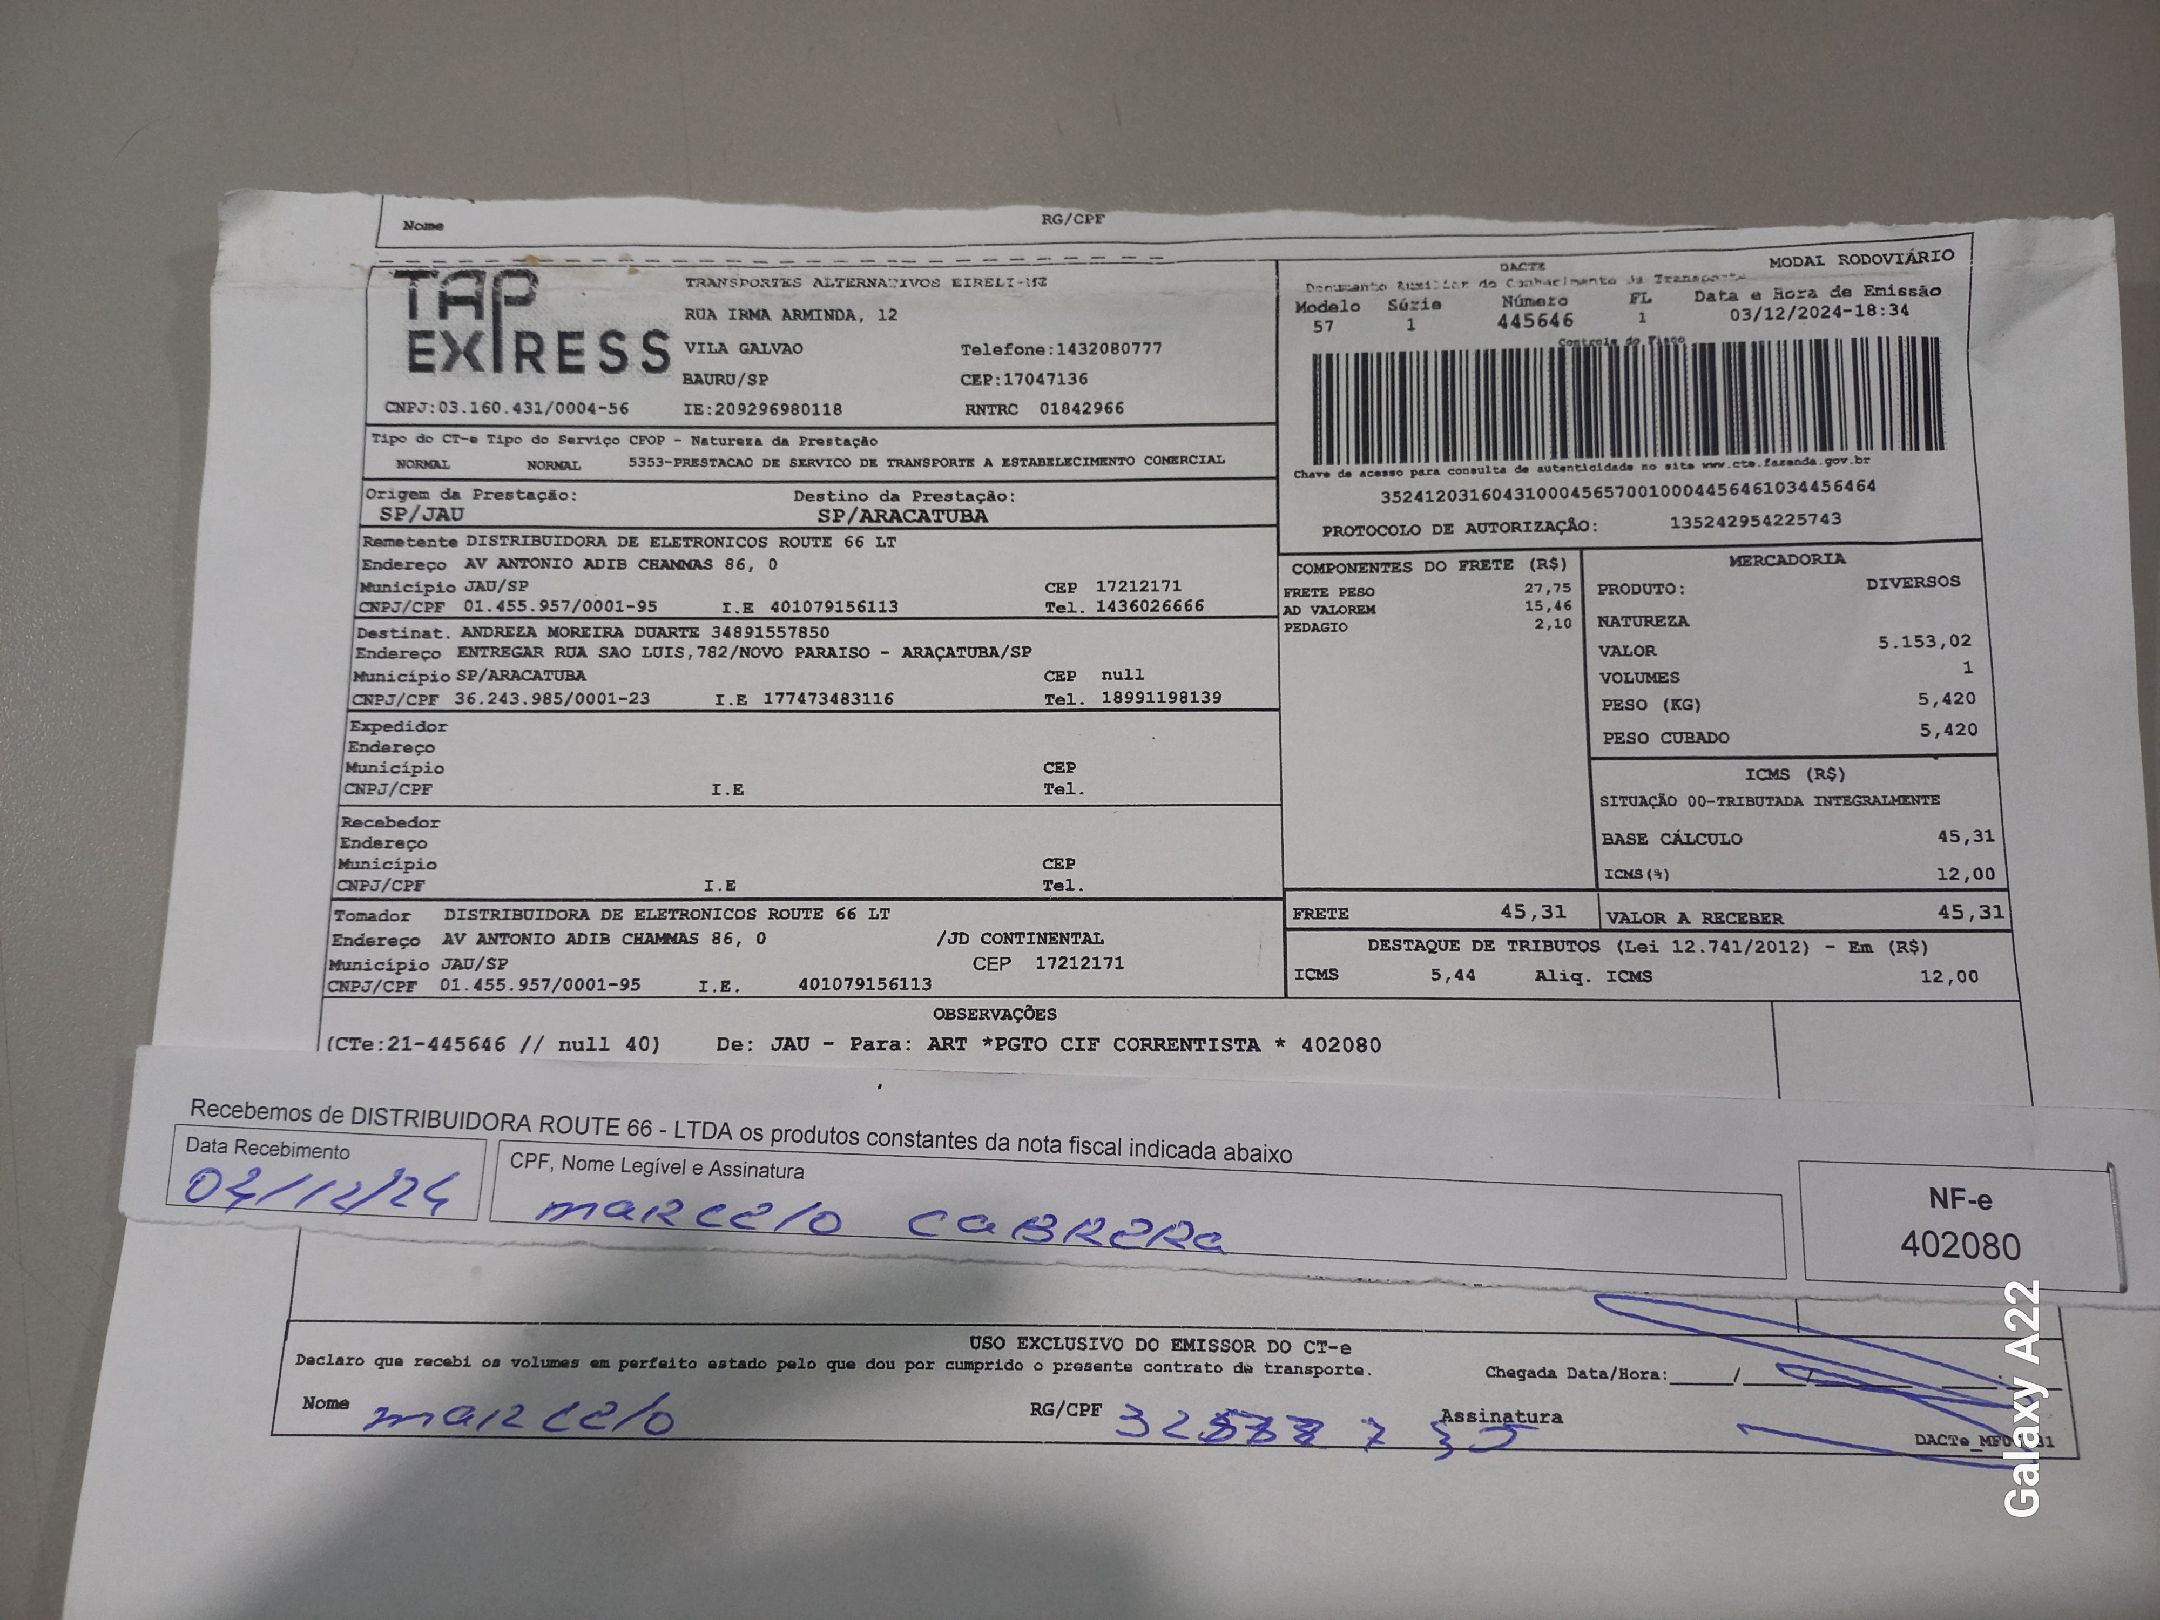 Nome RG/CPF
TAP EXPRESS
TRANSPORTES ALTERNATIVOS EIRELI-ME
RUA IRMA ARMINDA, 12
VILA GALVAO Telefone:1432080777
BAURU/SP CEP:17047136
CNPJ:03.160.431/0004-56 IE:209296980118 RNTRC 01842966
DACTE MODAL RODOVIÁRIO
Documento Auxiliar do Conhecimento de Transporte
Modelo Série Número FL Data e Hora de Emissão
57 1 445646 1 03/12/2024-18:34
Controle do Fisco
Chave de acesso para consulta de autenticidade no site www.cte.fazenda.gov.br
35241203160431000456570010004456461034456464
PROTOCOLO DE AUTORIZAÇÃO: 135242954225743
Tipo do CT-e Tipo do Serviço CFOP - Natureza da Prestação
NORMAL NORMAL 5353-PRESTACAO DE SERVICO DE TRANSPORTE A ESTABELECIMENTO COMERCIAL
Origem da Prestação: Destino da Prestação:
SP/JAU SP/ARACATUBA
Remetente DISTRIBUIDORA DE ELETRONICOS ROUTE 66 LT
Endereço AV ANTONIO ADIB CHAMMAS 86, 0
Município JAU/SP CEP 17212171
CNPJ/CPF 01.455.957/0001-95 I.E 401079156113 Tel. 1436026666
Destinat. ANDREZA MOREIRA DUARTE 34891557850
Endereço ENTREGAR RUA SAO LUIS,782/NOVO PARAISO - ARAÇATUBA/SP
Município SP/ARACATUBA CEP null
CNPJ/CPF 36.243.985/0001-23 I.E 177473483116 Tel. 18991198139
Expedidor
Endereço
Município CEP
CNPJ/CPF I.E Tel.
Recebedor
Endereço
Município CEP
CNPJ/CPF I.E Tel.
Tomador DISTRIBUIDORA DE ELETRONICOS ROUTE 66 LT
Endereço AV ANTONIO ADIB CHAMMAS 86, 0 /JD CONTINENTAL
Município JAU/SP CEP 17212171
CNPJ/CPF 01.455.957/0001-95 I.E. 401079156113
COMPONENTES DO FRETE (R$)
FRETE PESO 27,75
AD VALOREM 15,46
PEDAGIO 2,10
MERCADORIA
PRODUTO: DIVERSOS
NATUREZA
VALOR 5.153,02
VOLUMES 1
PESO (KG) 5,420
PESO CUBADO 5,420
ICMS (R$)
SITUAÇÃO 00-TRIBUTADA INTEGRALMENTE
BASE CÁLCULO 45,31
ICMS(%) 12,00
FRETE 45,31 VALOR A RECEBER 45,31
DESTAQUE DE TRIBUTOS (Lei 12.741/2012) - Em (R$)
ICMS 5,44 Aliq. ICMS 12,00
OBSERVAÇÕES
(CTe:21-445646 // null 40) De: JAU - Para: ART *PGTO CIF CORRENTISTA * 402080
Recebemos de DISTRIBUIDORA ROUTE 66 - LTDA os produtos constantes da nota fiscal indicada abaixo
Data Recebimento CPF, Nome Legível e Assinatura
04/12/24 marcelo CABRERA
NF-e
402080
USO EXCLUSIVO DO EMISSOR DO CT-e
Declaro que recebi os volumes em perfeito estado pelo que dou por cumprido o presente contrato de transporte. Chegada Data/Hora:
Nome marcelo RG/CPF Assinatura
Galaxy A22